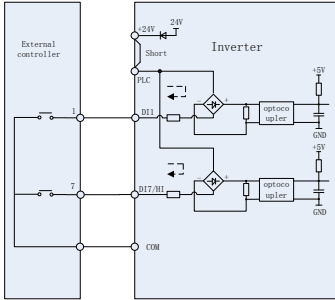 External
controller
1
7
+24V
24V
Short
PLC
Inverter
DI1
- +
optoco
upler
+5V
GND
DI7/HI
- +
optoco
upler
+5V
GND
COM